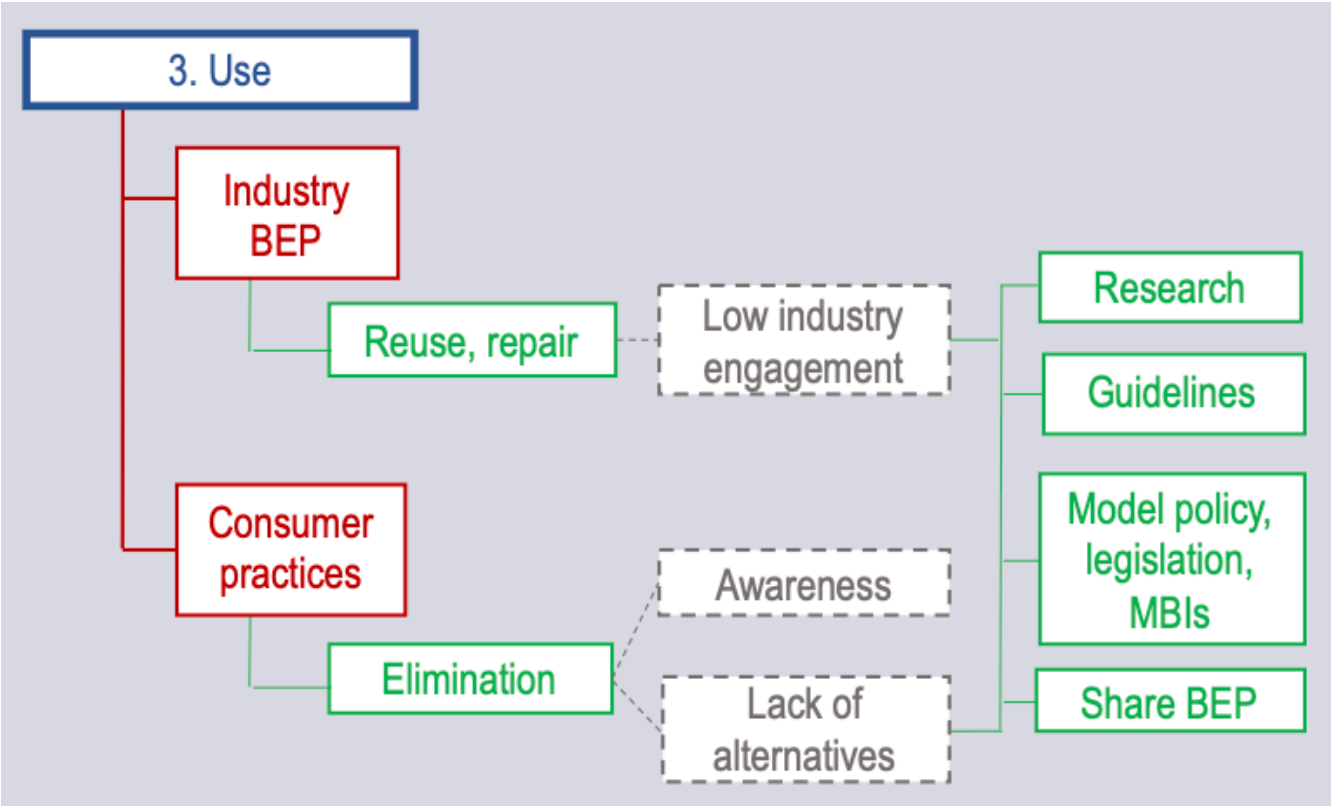 3. Use
Industry
BEP
Reuse, repair
Low industry
engagement
Research
Guidelines
Model policy,
legislation,
MBIs
Share BEP
Consumer
practices
Elimination
Awareness
Lack of
alternatives